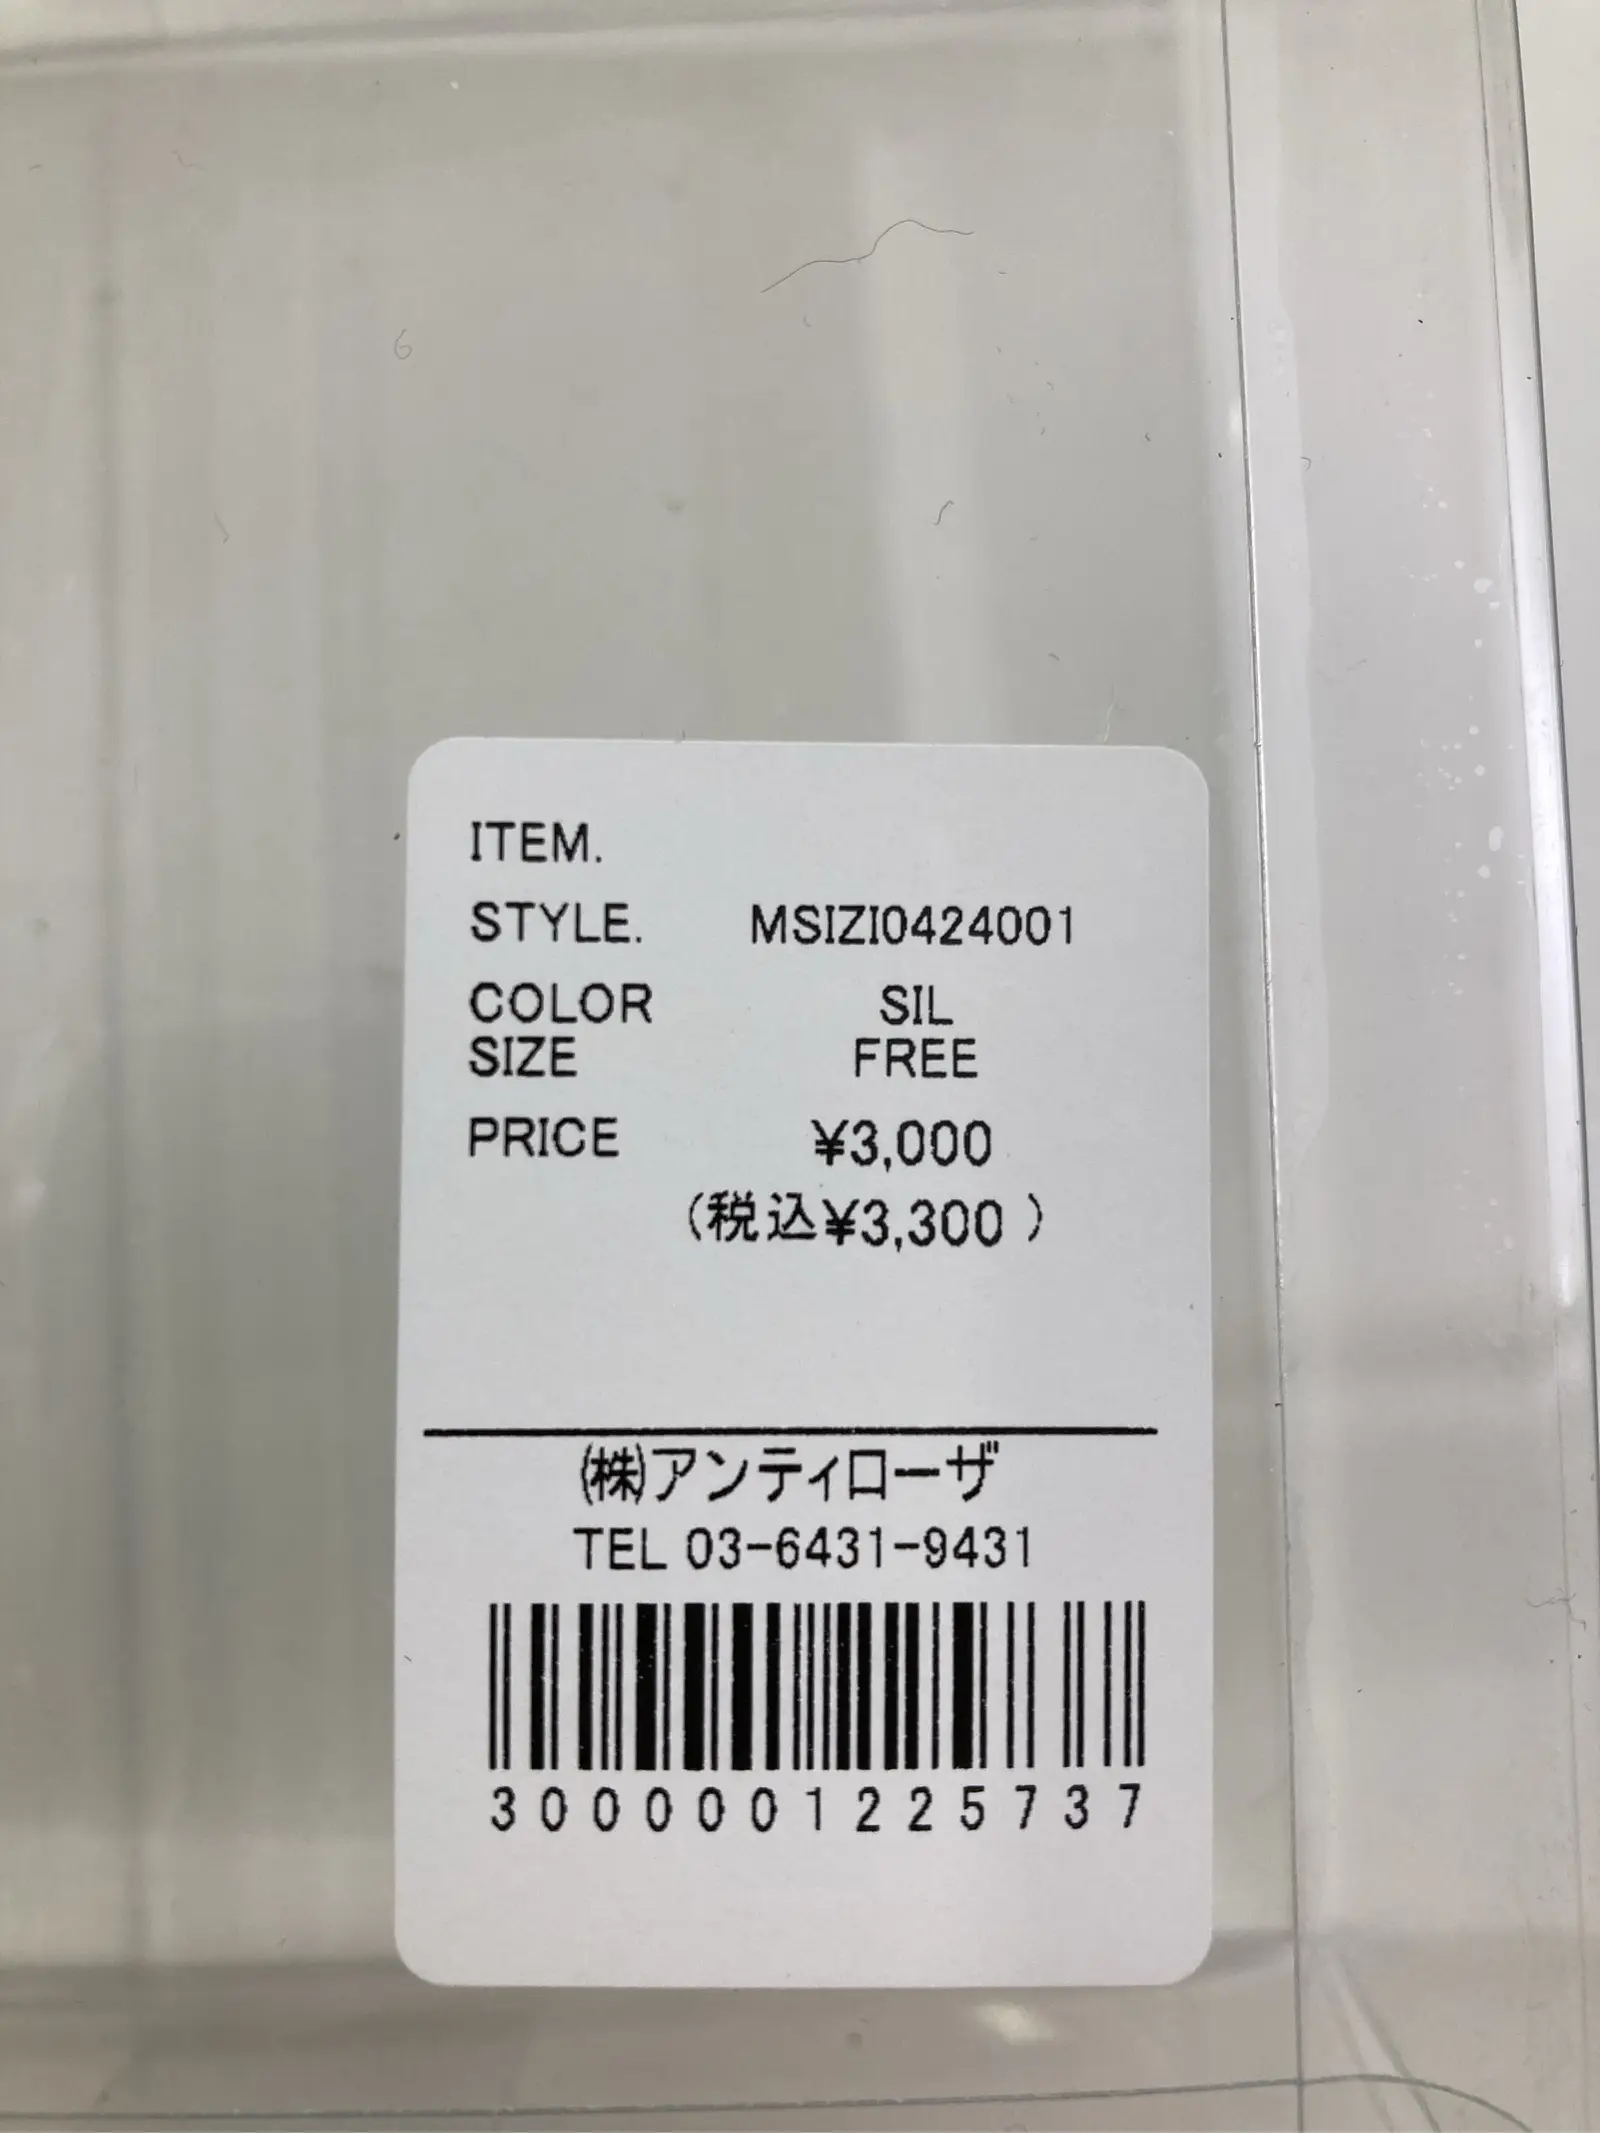 ITEM.
STYLE. MSIZI0424001
COLOR SIL
SIZE FREE
PRICE ¥3,000
(税込¥3,300 )
㈱アンティローザ
TEL 03-6431-9431
3000001225737